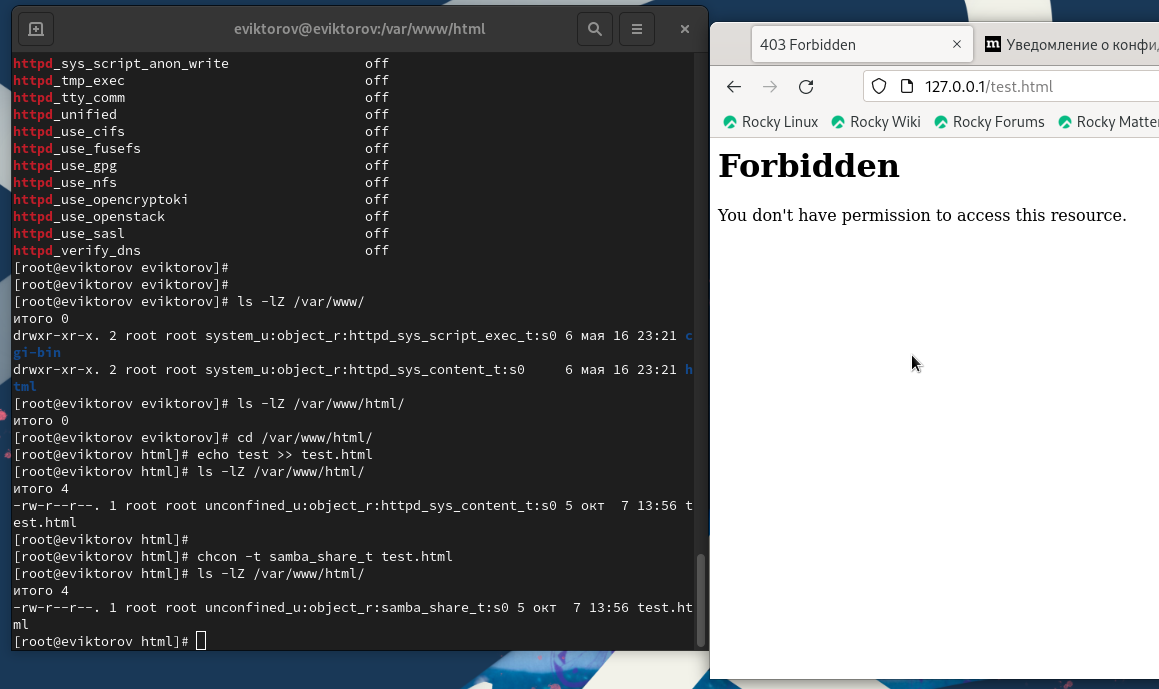 eviktorov@eviktorov:/var/www/html
httpd_sys_script_anon_write                 off
httpd_tmp_exec                              off
httpd_tty_comm                              off
httpd_unified                               off
httpd_use_cifs                              off
httpd_use_fusefs                            off
httpd_use_gpg                               off
httpd_use_nfs                               off
httpd_use_opencryptoki                      off
httpd_use_openstack                         off
httpd_use_sasl                              off
httpd_verify_dns                            off
[root@eviktorov eviktorov]#
[root@eviktorov eviktorov]#
[root@eviktorov eviktorov]# ls -lZ /var/www/
итого 0
drwxr-xr-x. 2 root root system_u:object_r:httpd_sys_script_exec_t:s0 6 мая 16 23:21 c
gi-bin
drwxr-xr-x. 2 root root system_u:object_r:httpd_sys_content_t:s0     6 мая 16 23:21 h
tml
[root@eviktorov eviktorov]# ls -lZ /var/www/html/
итого 0
[root@eviktorov eviktorov]# cd /var/www/html/
[root@eviktorov html]# echo test >> test.html
[root@eviktorov html]# ls -lZ /var/www/html/
итого 4
-rw-r--r--. 1 root root unconfined_u:object_r:httpd_sys_content_t:s0 5 окт  7 13:56 t
est.html
[root@eviktorov html]#
[root@eviktorov html]# chcon -t samba_share_t test.html
[root@eviktorov html]# ls -lZ /var/www/html/
итого 4
-rw-r--r--. 1 root root unconfined_u:object_r:samba_share_t:s0 5 окт  7 13:56 test.ht
ml
[root@eviktorov html]#
403 Forbidden
m Уведомление о конфи
127.0.0.1/test.html
Rocky Linux Rocky Wiki Rocky Forums Rocky Matter
Forbidden
You don't have permission to access this resource.